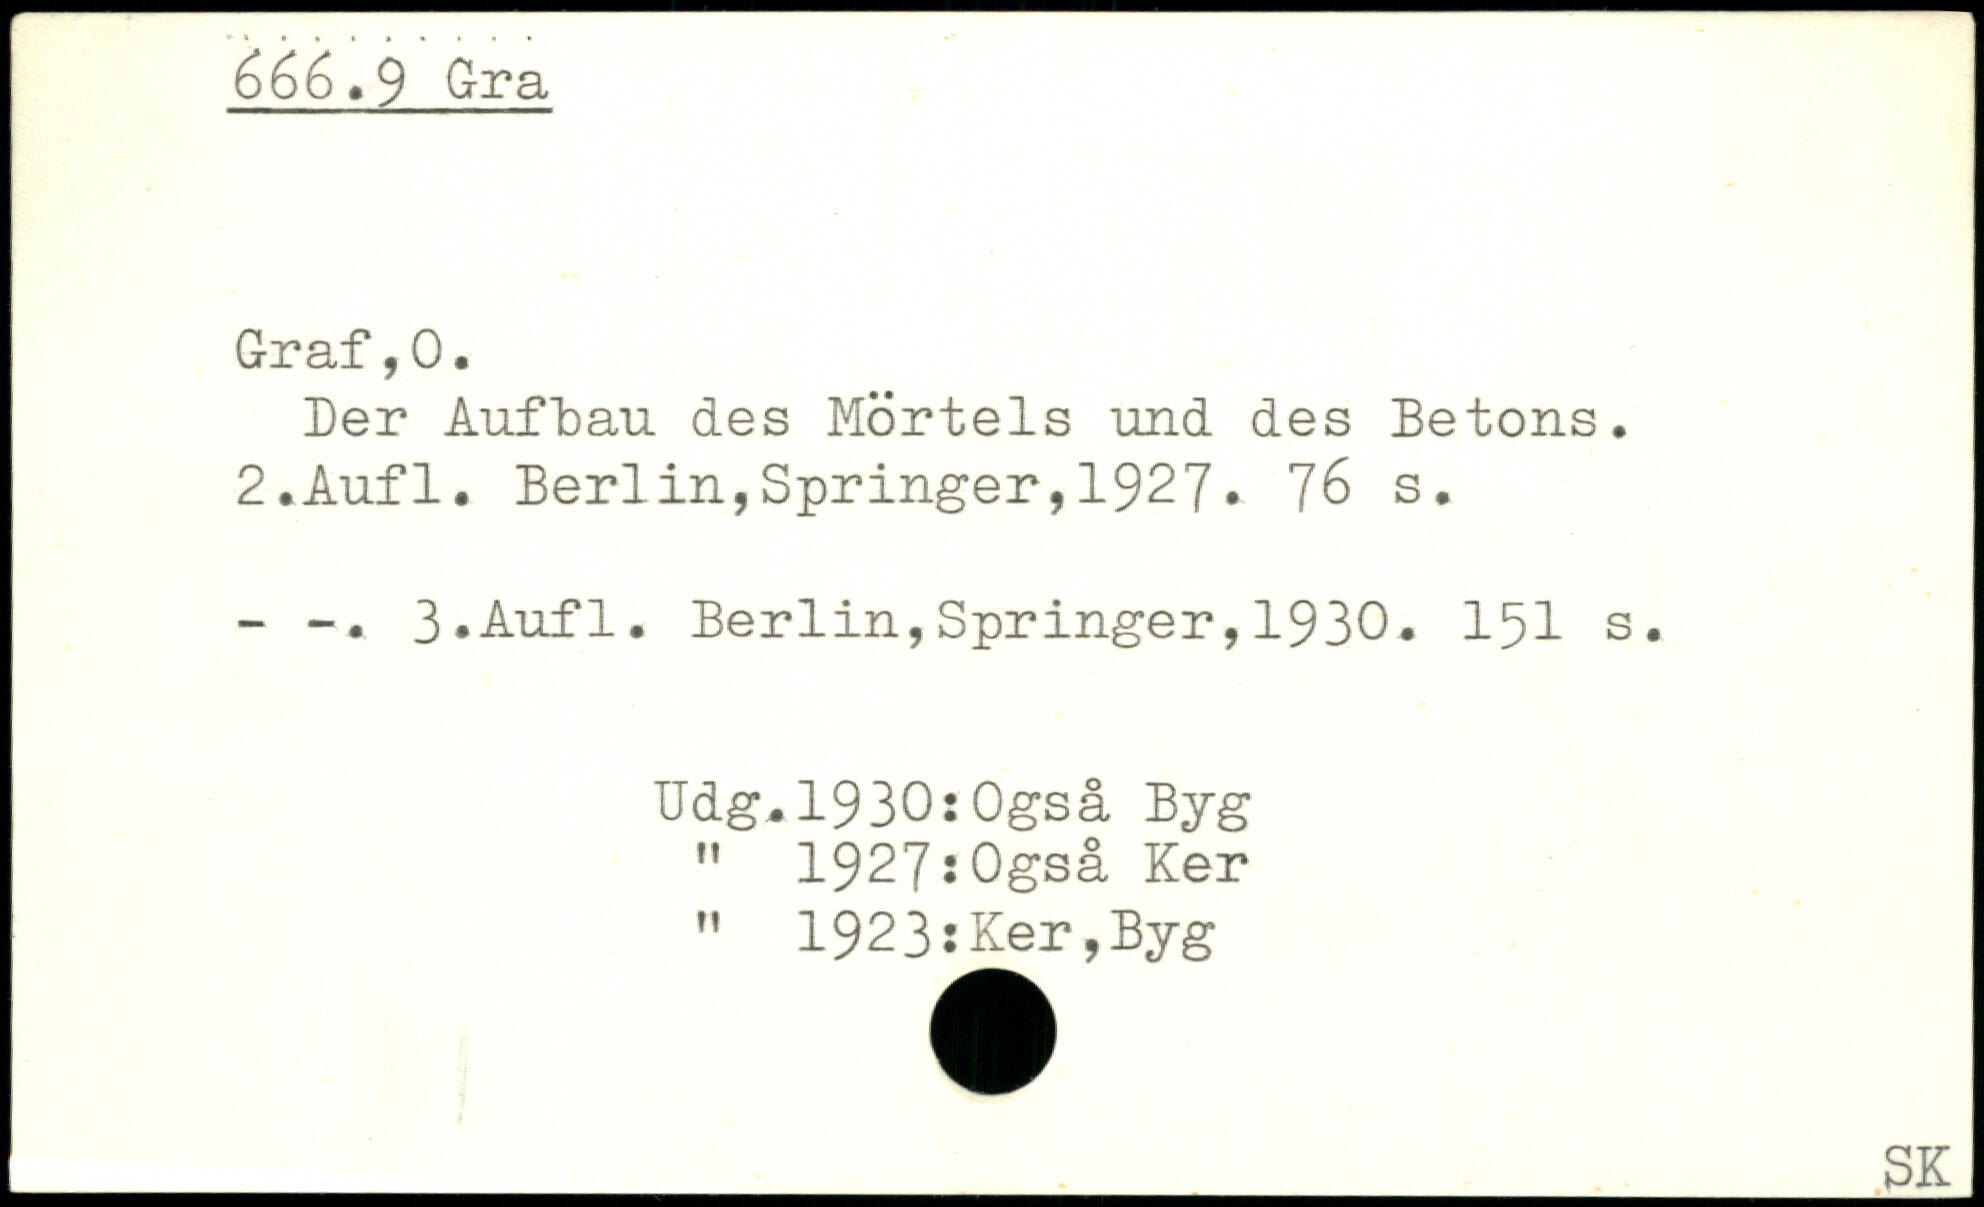 666.9 Gra
Graf,O.
Der Aufbau des Mörtels und des Betons.
2.Aufl. Berlin,Springer,1927. 76 s.
- -. 3.Aufl. Berlin,Springer,1930. 151 s.
Udg.1930:Også Byg
" 1927:Også Ker
" 1923:Ker,Byg
SK